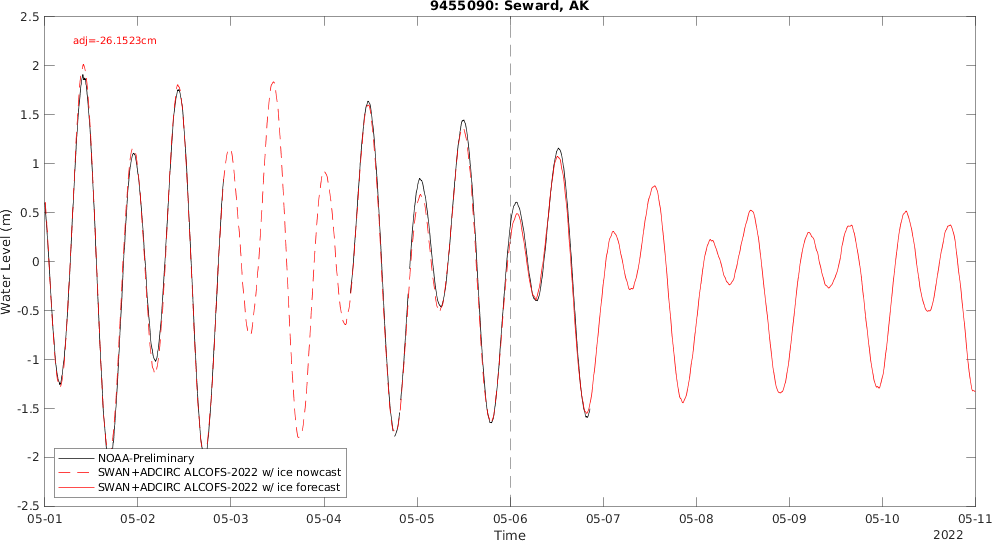 9455090: Seward, AK
adj=-26.1523cm
2.5
2
1.5
1
0.5
0
-0.5
-1
-1.5
-2
-2.5
Water Level (m)
NOAA-Preliminary
SWAN+ADCIRC ALCOFS-2022 w/ ice nowcast
SWAN+ADCIRC ALCOFS-2022 w/ ice forecast
05-01 05-02 05-03 05-04 05-05 05-06 05-07 05-08 05-09 05-10 05-11
Time
2022